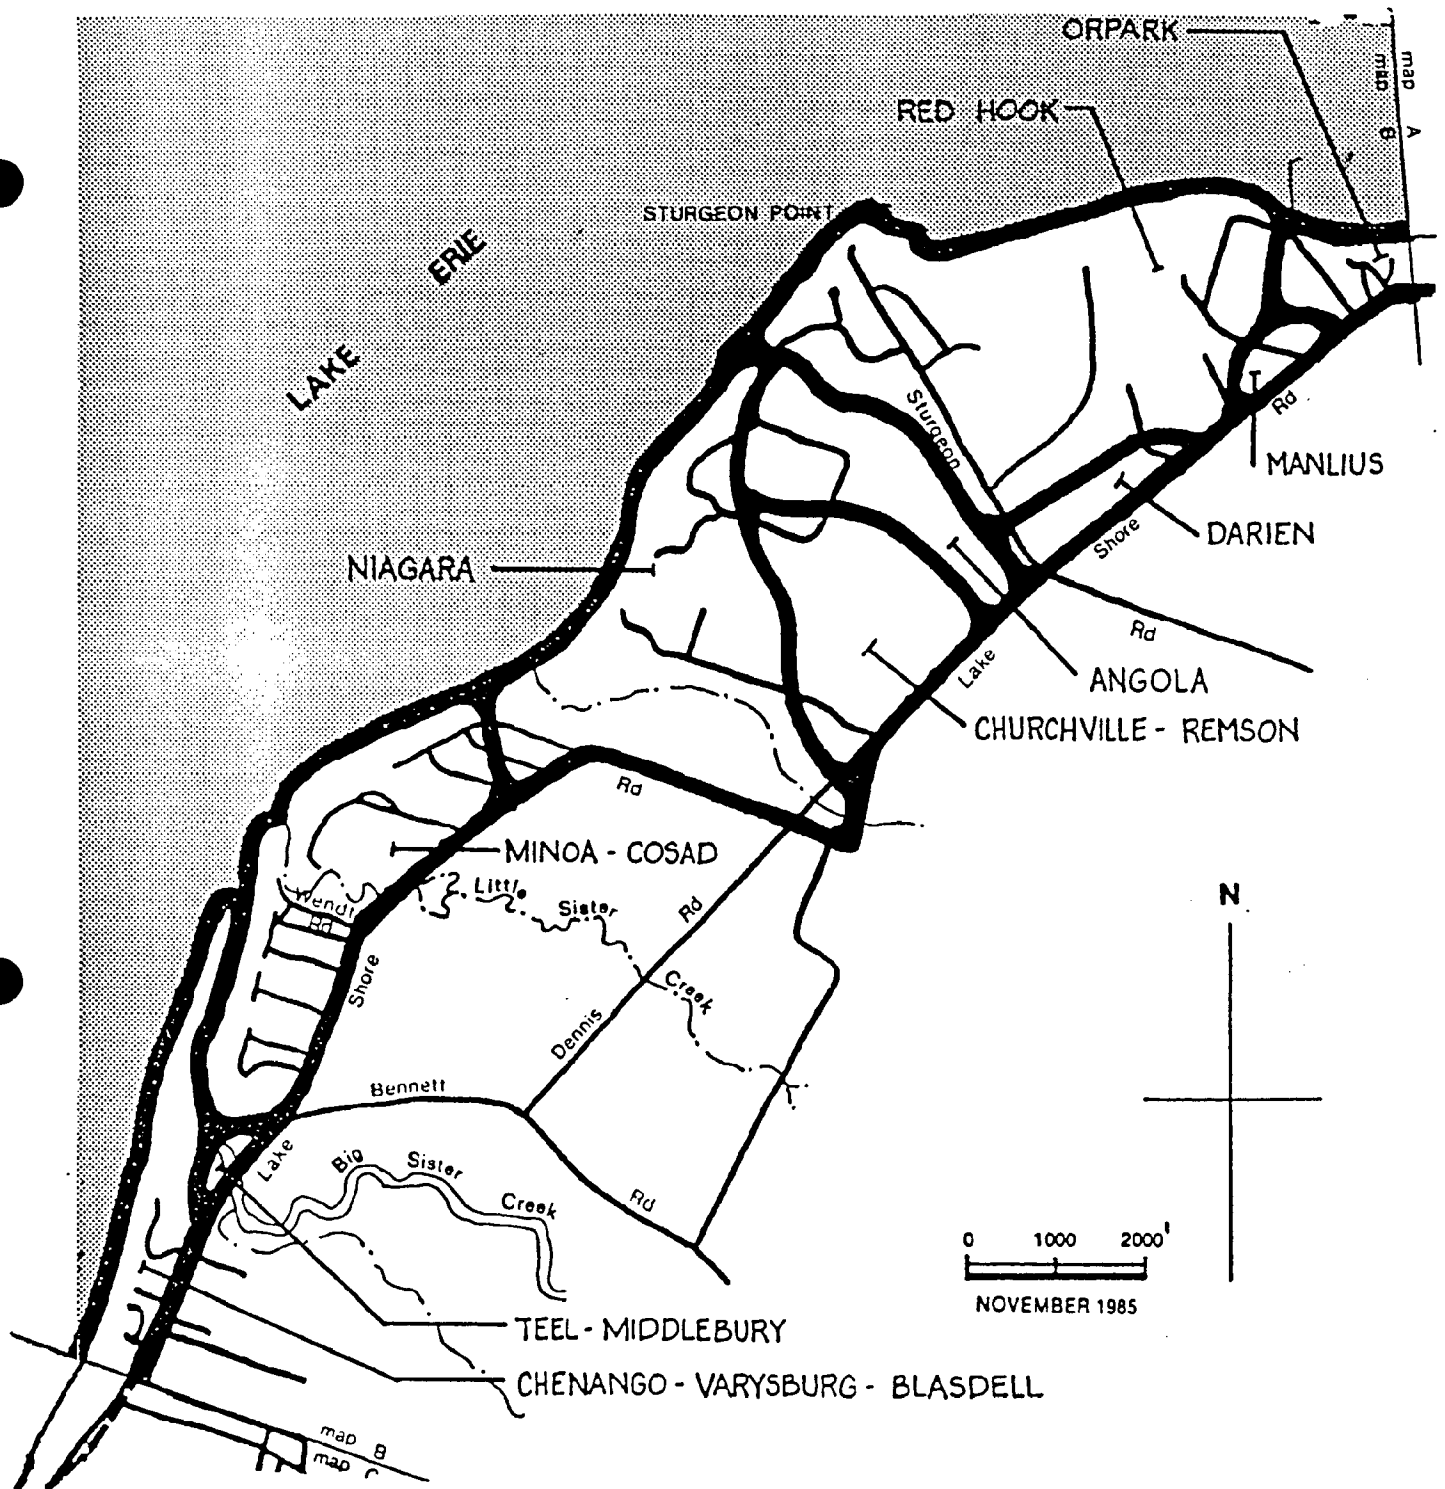 ORPARK
map A
map B
RED HOOK
STURGEON POINT
LAKE ERIE
Sturgeon
Rd
MANLIUS
DARIEN
Shore
NIAGARA
Rd
Lake
ANGOLA
CHURCHVILLE - REMSON
Rd
MINOA - COSAD
Little Sister Creek
Wendt
Rd
Rd
N
Shore
Dennis
Bennett
Lake
Big Sister Creek
Rd
0 1000 2000'
NOVEMBER 1985
TEEL - MIDDLEBURY
CHENANGO - VARYSBURG - BLASDELL
map B
map C